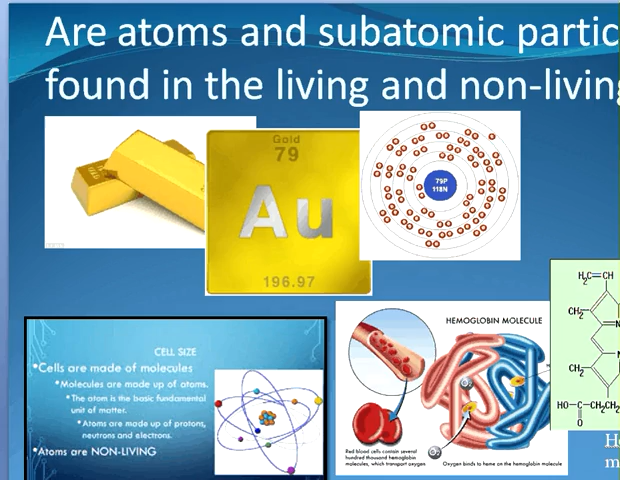 Are atoms and subatomic partic
found in the living and non-living
Gold
79
Au
196.97
79P
118N
CELL SIZE
•Cells are made of molecules
•Molecules are made up of atoms.
•The atom is the basic fundamental
unit of matter.
•Atoms are made up of protons,
neutrons and electrons.
•Atoms are NON-LIVING
HEMOGLOBIN MOLECULE
O₂
O₂
Red blood cells contain several
hundred thousand hemoglobin
molecules, which transport oxygen
Oxygen binds to heme on the hemoglobin molecule
H₂C=CH
CH₂
N
N
CH₂
HO-C-CH₂CH₂
O
He
m